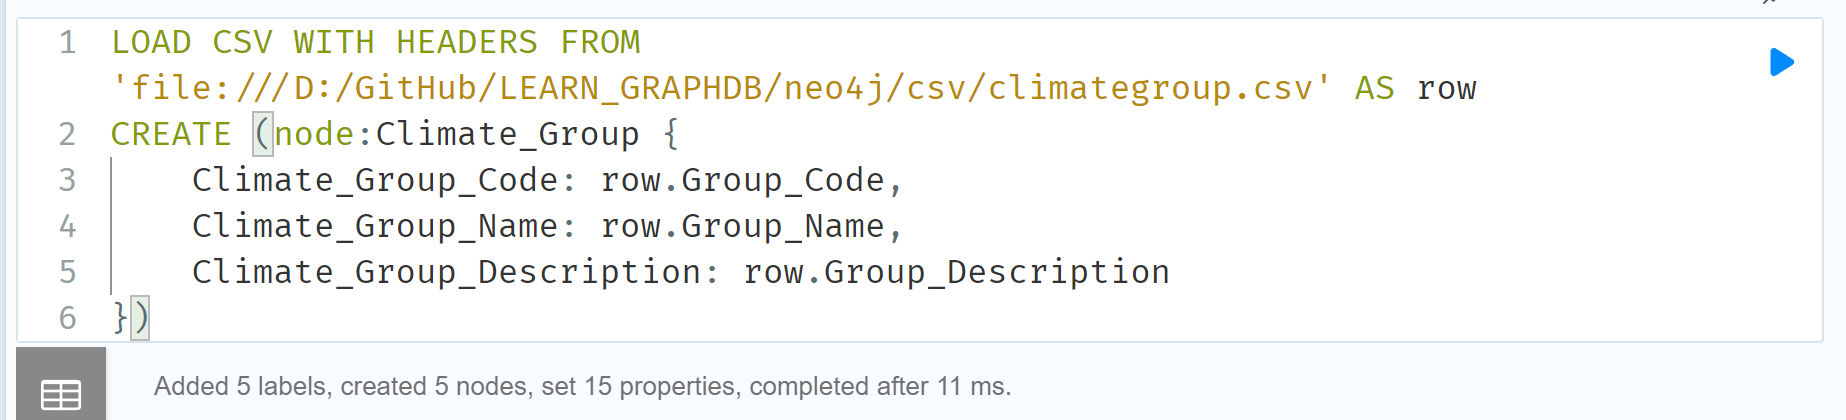 1 LOAD CSV WITH HEADERS FROM
'file:///D:/GitHub/LEARN_GRAPHDB/neo4j/csv/climategroup.csv' AS row
2 CREATE (node:Climate_Group {
3 Climate_Group_Code: row.Group_Code,
4 Climate_Group_Name: row.Group_Name,
5 Climate_Group_Description: row.Group_Description
6 })
Added 5 labels, created 5 nodes, set 15 properties, completed after 11 ms.